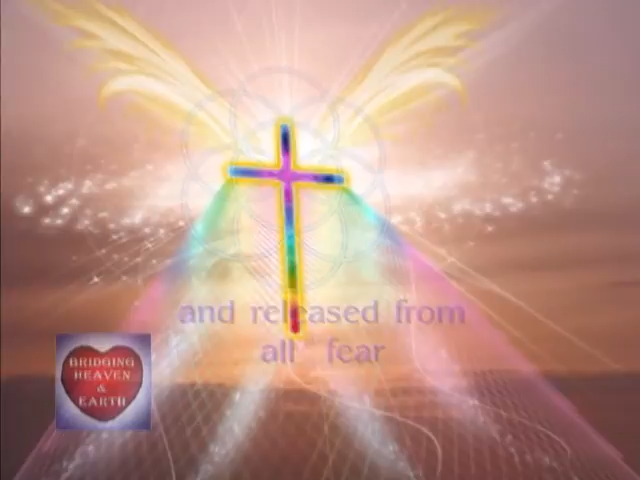 and released from
all fear
BRIDGING
HEAVEN
&
EARTH